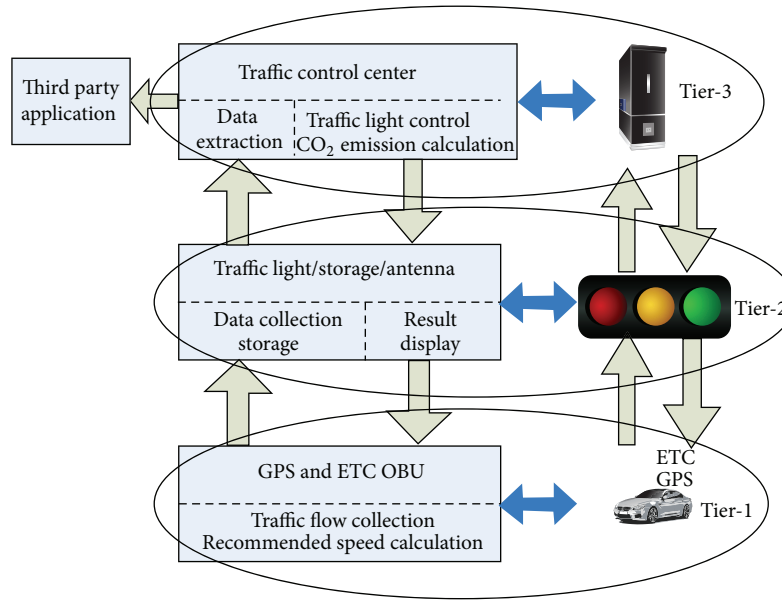 Traffic control center
Third party
application
Data
extraction
Traffic light control
CO₂ emission calculation
Tier-3
Traffic light/storage/antenna
Data collection
storage
Result
display
Tier-2
GPS and ETC OBU
Traffic flow collection
Recommended speed calculation
ETC
GPS
Tier-1